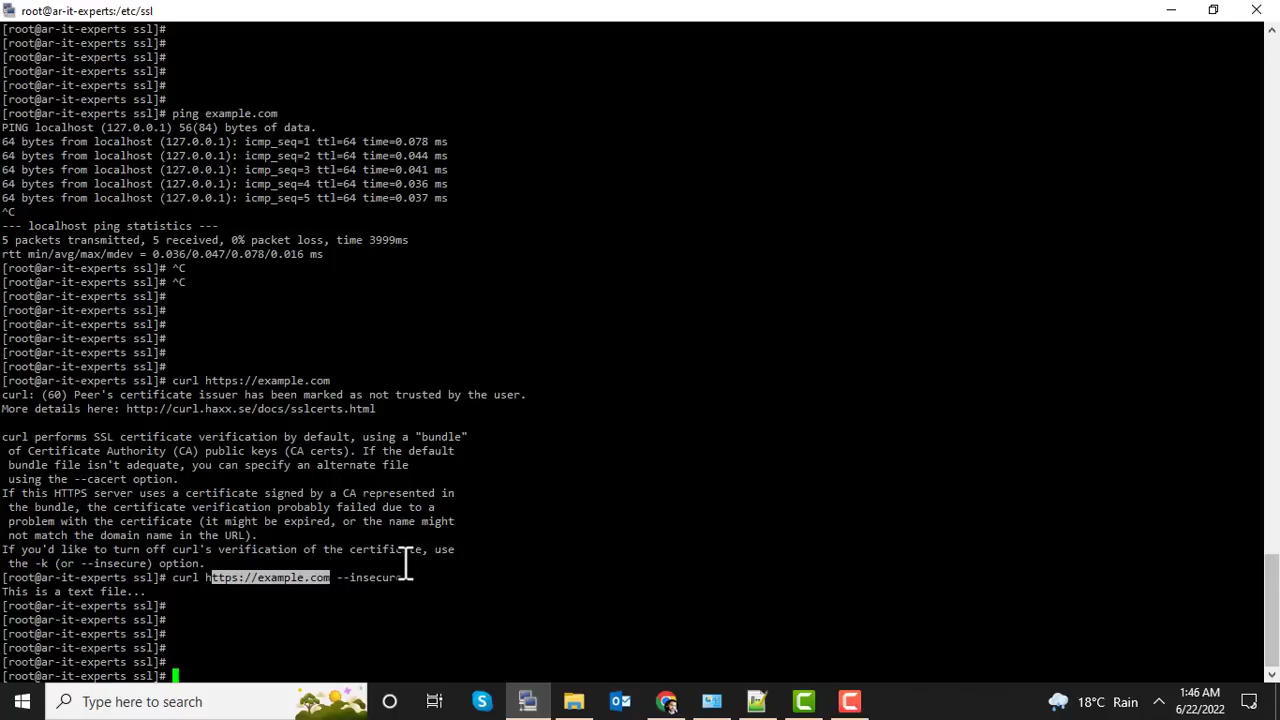 root@ar-it-experts:/etc/ssl
[root@ar-it-experts ssl]#
[root@ar-it-experts ssl]#
[root@ar-it-experts ssl]#
[root@ar-it-experts ssl]#
[root@ar-it-experts ssl]#
[root@ar-it-experts ssl]#
[root@ar-it-experts ssl]# ping example.com
PING localhost (127.0.0.1) 56(84) bytes of data.
64 bytes from localhost (127.0.0.1): icmp_seq=1 ttl=64 time=0.078 ms
64 bytes from localhost (127.0.0.1): icmp_seq=2 ttl=64 time=0.044 ms
64 bytes from localhost (127.0.0.1): icmp_seq=3 ttl=64 time=0.041 ms
64 bytes from localhost (127.0.0.1): icmp_seq=4 ttl=64 time=0.036 ms
64 bytes from localhost (127.0.0.1): icmp_seq=5 ttl=64 time=0.037 ms
^C
--- localhost ping statistics ---
5 packets transmitted, 5 received, 0% packet loss, time 3999ms
rtt min/avg/max/mdev = 0.036/0.047/0.078/0.016 ms
[root@ar-it-experts ssl]# ^C
[root@ar-it-experts ssl]# ^C
[root@ar-it-experts ssl]#
[root@ar-it-experts ssl]#
[root@ar-it-experts ssl]#
[root@ar-it-experts ssl]#
[root@ar-it-experts ssl]#
[root@ar-it-experts ssl]#
[root@ar-it-experts ssl]# curl https://example.com
curl: (60) Peer's certificate issuer has been marked as not trusted by the user.
More details here: http://curl.haxx.se/docs/sslcerts.html
curl performs SSL certificate verification by default, using a "bundle"
of Certificate Authority (CA) public keys (CA certs). If the default
bundle file isn't adequate, you can specify an alternate file
using the --cacert option.
If this HTTPS server uses a certificate signed by a CA represented in
the bundle, the certificate verification probably failed due to a
problem with the certificate (it might be expired, or the name might
not match the domain name in the URL).
If you'd like to turn off curl's verification of the certificate, use
the -k (or --insecure) option.
[root@ar-it-experts ssl]# curl https://example.com --insecure
This is a text file...
[root@ar-it-experts ssl]#
[root@ar-it-experts ssl]#
[root@ar-it-experts ssl]#
[root@ar-it-experts ssl]#
[root@ar-it-experts ssl]#
[root@ar-it-experts ssl]#
Type here to search
18°C Rain
1:46 AM
6/22/2022